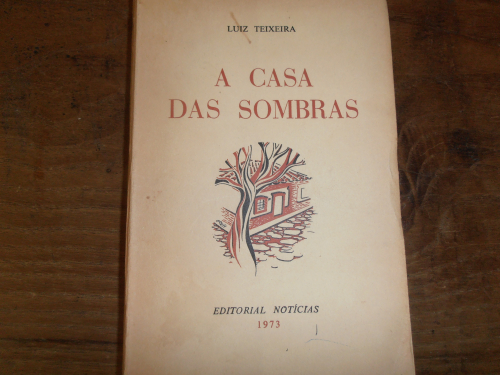 LUIZ TEIXEIRA
A CASA
DAS SOMBRAS
EDITORIAL NOTÍCIAS
1973